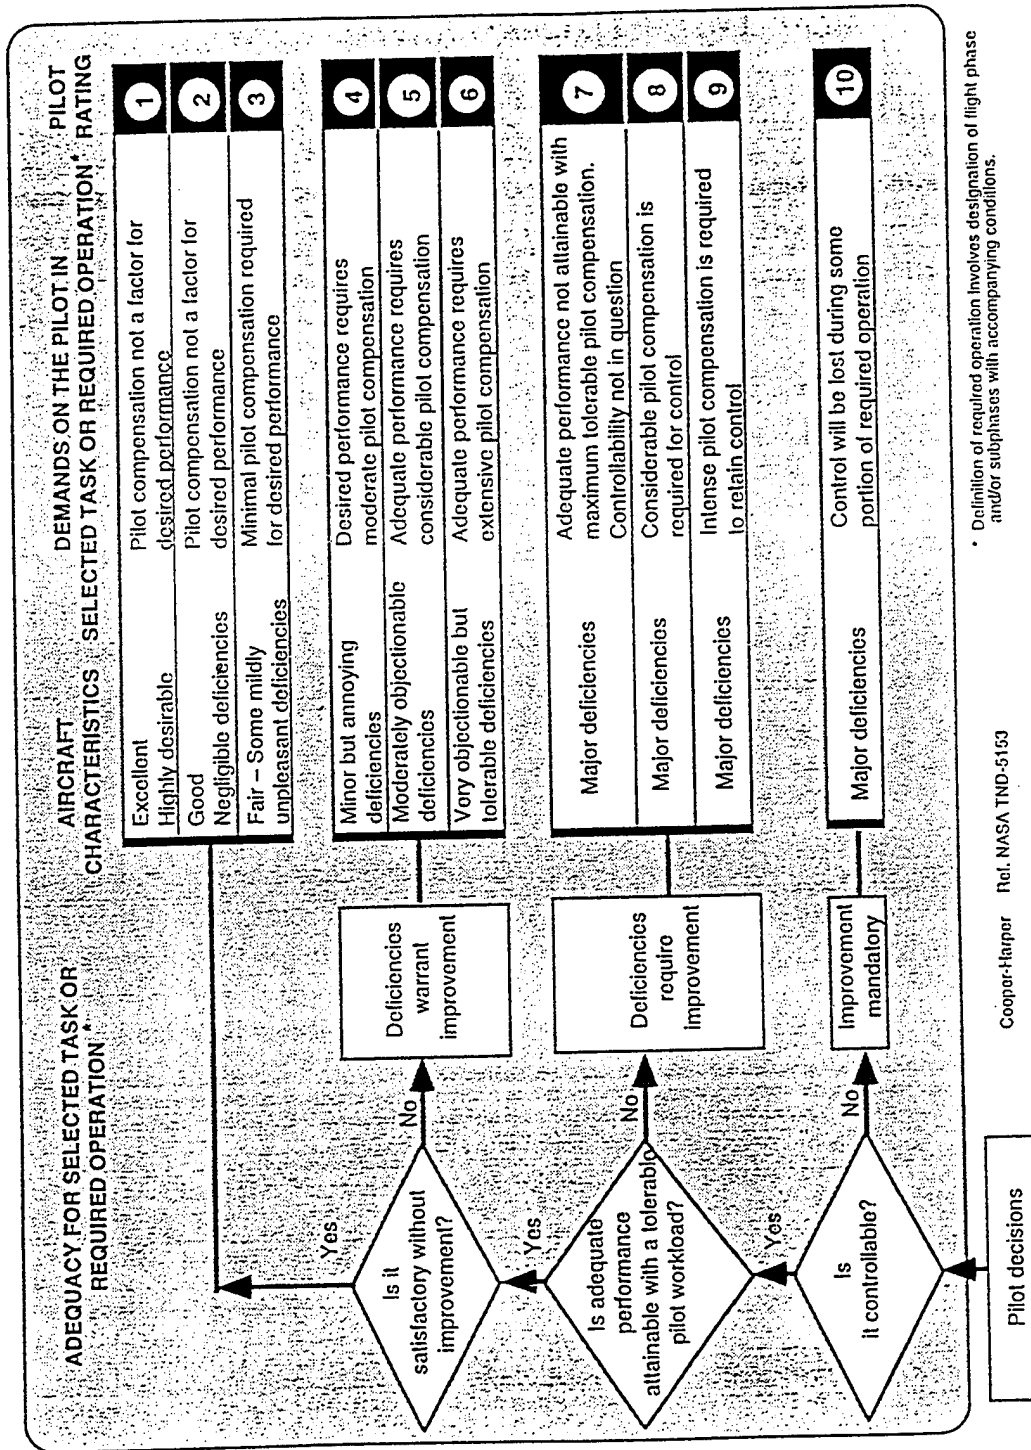 ADEQUACY FOR SELECTED TASK OR
REQUIRED OPERATION*
AIRCRAFT
CHARACTERISTICS
DEMANDS ON THE PILOT IN
SELECTED TASK OR REQUIRED OPERATION*
PILOT
RATING
Excellent
Highly desirable
Pilot compensation not a factor for
desired performance
1
Good
Negligible deficiencies
Pilot compensation not a factor for
desired performance
2
Fair – Some mildly
unpleasant deficiencies
Minimal pilot compensation required
for desired performance
3
Yes
Is it
satisfactory without
improvement?
No
Deficiencies
warrant
improvement
Minor but annoying
deficiencies
Desired performance requires
moderate pilot compensation
4
Moderately objectionable
deficiencies
Adequate performance requires
considerable pilot compensation
5
Very objectionable but
tolerable deficiencies
Adequate performance requires
extensive pilot compensation
6
Yes
Is adequate
performance
attainable with a tolerable
pilot workload?
No
Deficiencies
require
improvement
Major deficiencies
Adequate performance not attainable with
maximum tolerable pilot compensation.
Controllability not in question
7
Major deficiencies
Considerable pilot compensation is
required for control
8
Major deficiencies
Intense pilot compensation is required
to retain control
9
Yes
Is
it controllable?
No
Improvement
mandatory
Major deficiencies
Control will be lost during some
portion of required operation
10
Pilot decisions
Cooper-Harper Ref. NASA TND-5153
* Definition of required operation involves designation of flight phase
and/or subphases with accompanying conditions.